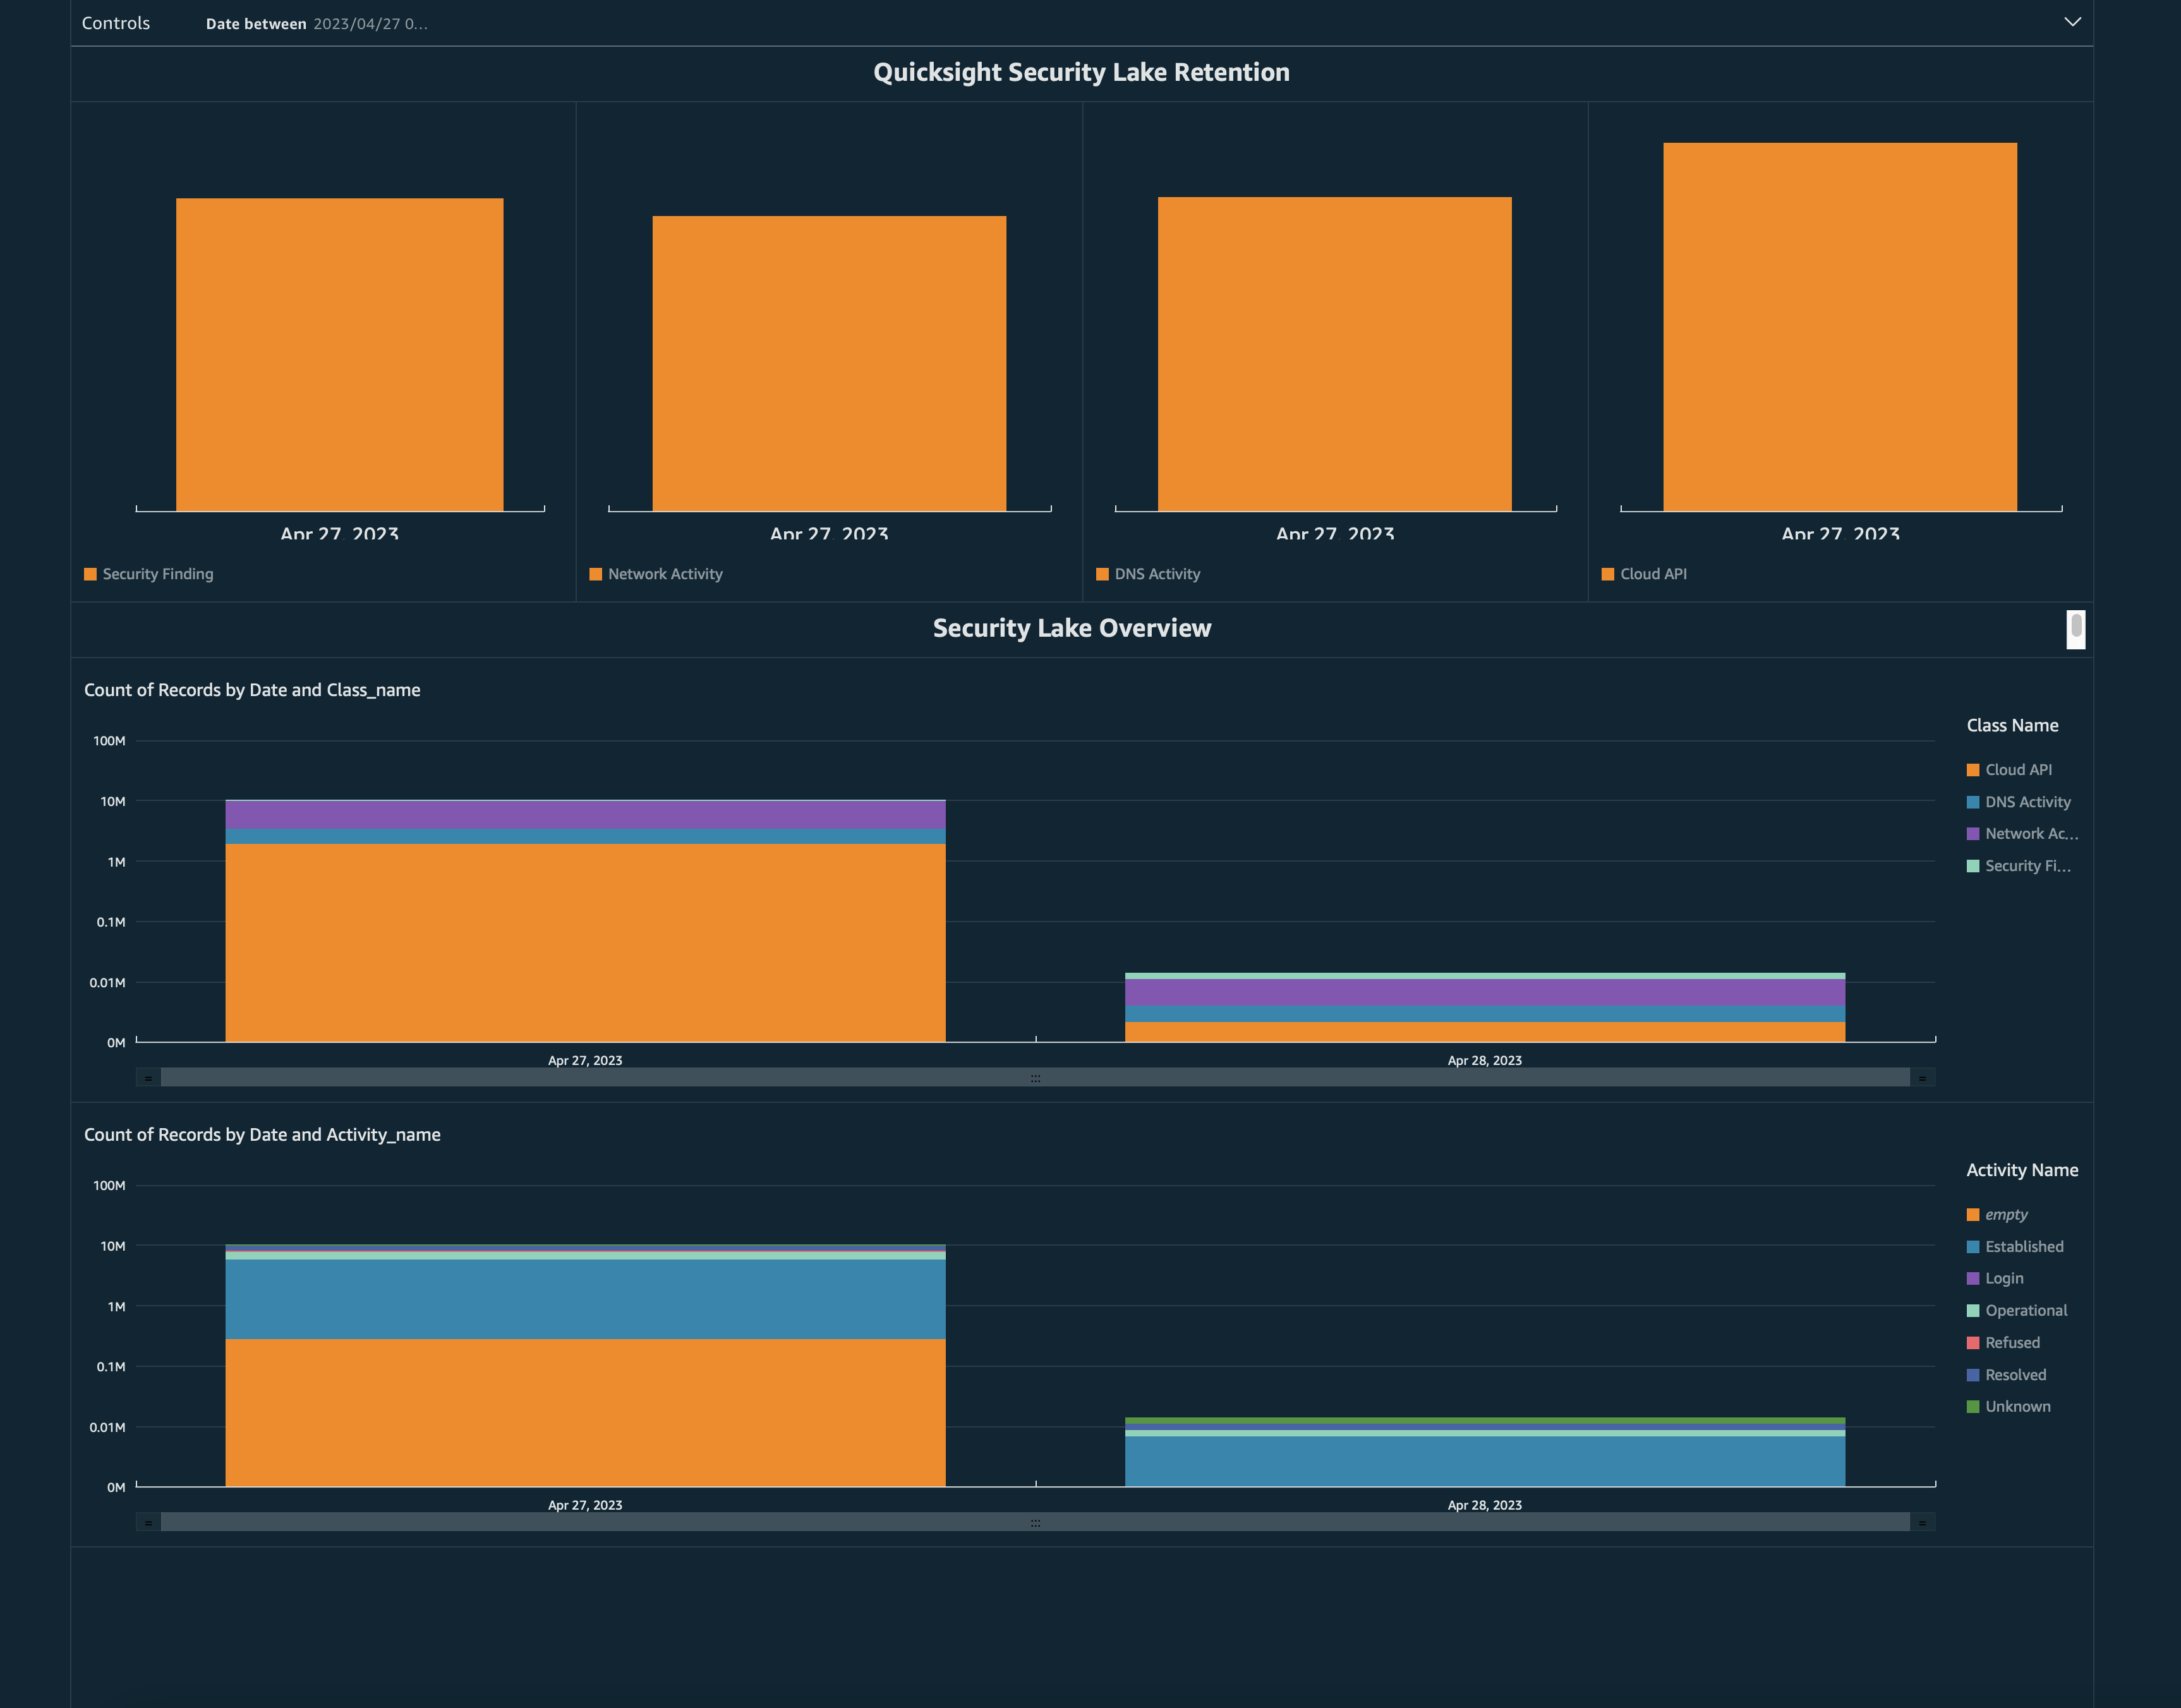 Controls
Date between 2023/04/27 0...
Quicksight Security Lake Retention
Apr 27, 2023
Security Finding
Apr 27, 2023
Network Activity
Apr 27, 2023
DNS Activity
Apr 27, 2023
Cloud API
Security Lake Overview
Count of Records by Date and Class_name
100M
10M
1M
0.1M
0.01M
0M
Apr 27, 2023
Apr 28, 2023
Class Name
Cloud API
DNS Activity
Network Ac...
Security Fi...
Count of Records by Date and Activity_name
100M
10M
1M
0.1M
0.01M
0M
Apr 27, 2023
Apr 28, 2023
Activity Name
empty
Established
Login
Operational
Refused
Resolved
Unknown